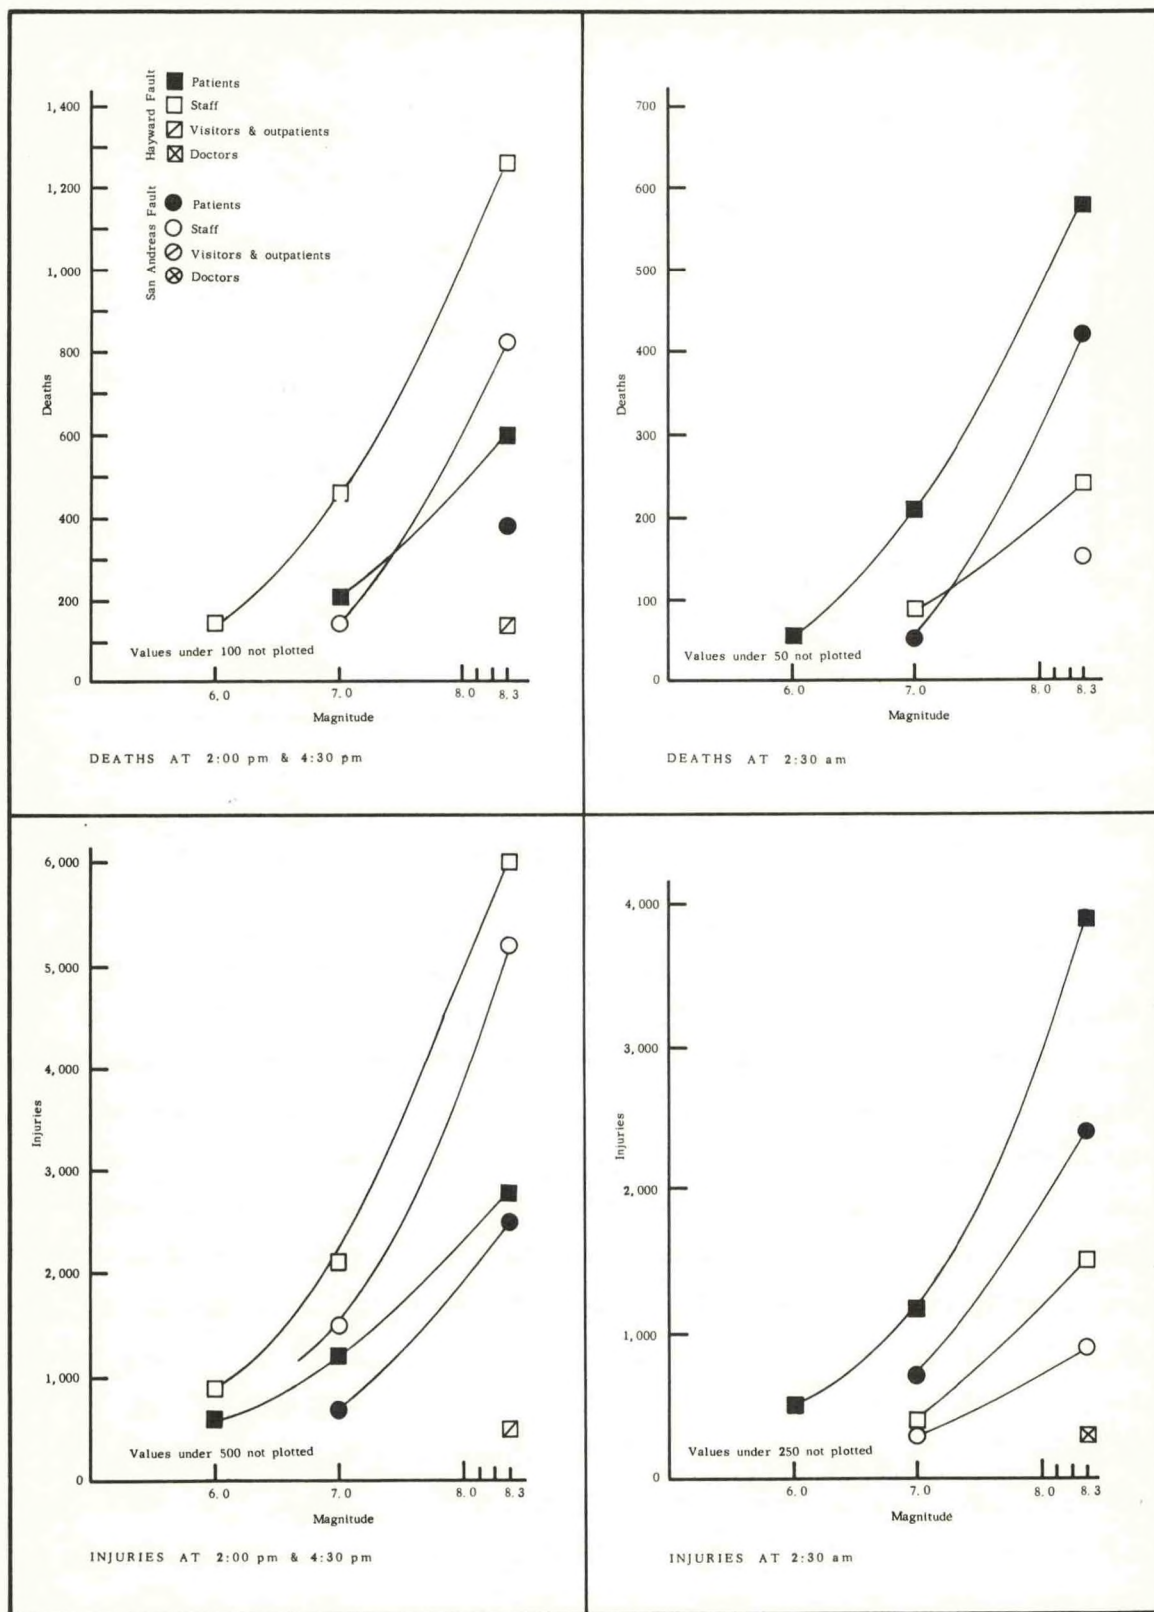 Hayward Fault
Patients
Staff
Visitors & outpatients
Doctors
San Andreas Fault
Patients
Staff
Visitors & outpatients
Doctors
1,400
1,200
1,000
800
600
400
200
0
Deaths
Values under 100 not plotted
6.0 7.0 8.0 8.3
Magnitude
DEATHS AT 2:00 pm & 4:30 pm
700
600
500
400
300
200
100
0
Deaths
Values under 50 not plotted
6.0 7.0 8.0 8.3
Magnitude
DEATHS AT 2:30 am
6,000
5,000
4,000
3,000
2,000
1,000
0
Injuries
Values under 500 not plotted
6.0 7.0 8.0 8.3
Magnitude
INJURIES AT 2:00 pm & 4:30 pm
4,000
3,000
2,000
1,000
0
Injuries
Values under 250 not plotted
6.0 7.0 8.0 8.3
Magnitude
INJURIES AT 2:30 am